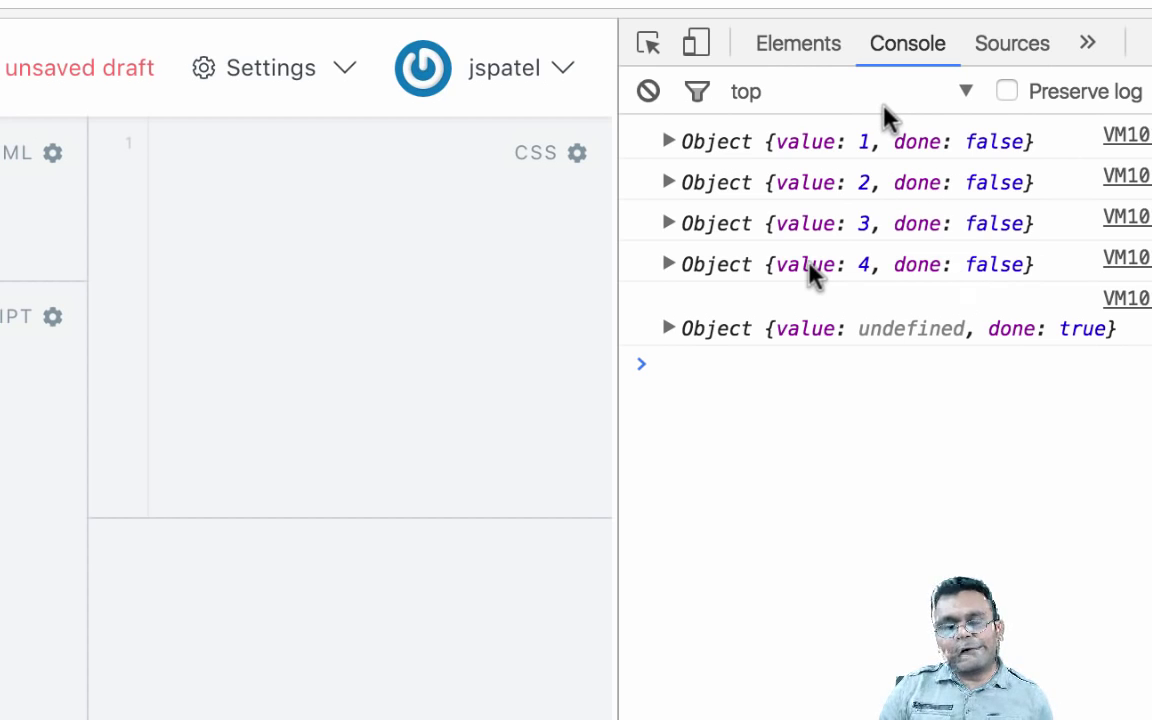 unsaved draft Settings jspatel
ML CSS
1
IPT
Elements Console Sources »
top Preserve log
Object {value: 1, done: false} VM10
Object {value: 2, done: false} VM10
Object {value: 3, done: false} VM10
Object {value: 4, done: false} VM10
VM10
Object {value: undefined, done: true}
>